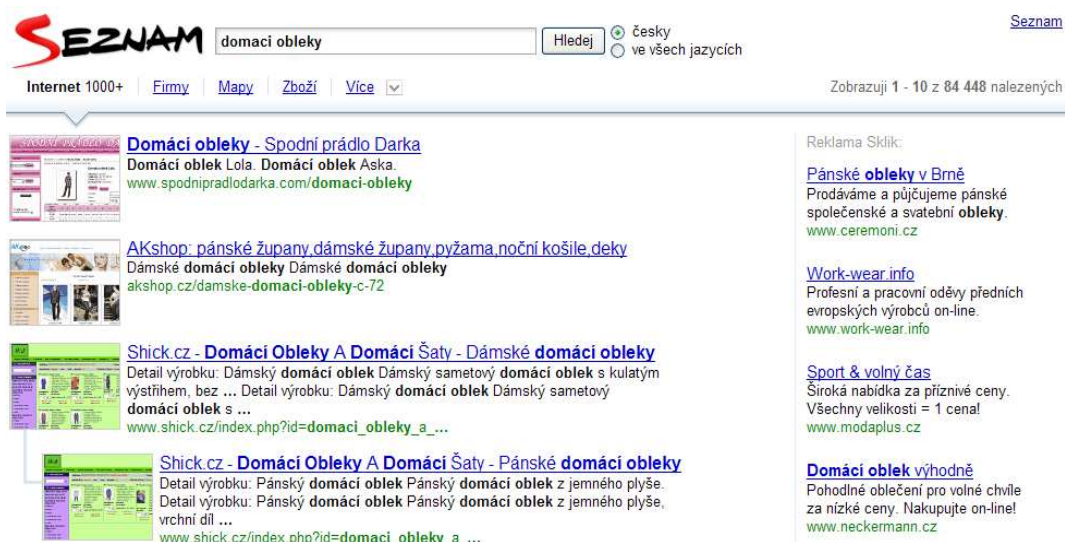 SEZNAM
domaci obleky
Hledej
česky
ve všech jazycích
Seznam
Internet 1000+ Firmy Mapy Zboží Více
Zobrazuji 1 - 10 z 84 448 nalezených
Domácí obleky - Spodní prádlo Darka
Domácí oblek Lola. Domácí oblek Aska.
www.spodnipradlodarka.com/domaci-obleky
AKshop: pánské župany,dámské župany,pyžama,noční košile,deky
Dámské domácí obleky Dámské domácí obleky
akshop.cz/damske-domaci-obleky-c-72
Shick.cz - Domácí Obleky A Domácí Šaty - Dámské domácí obleky
Detail výrobku: Dámský domácí oblek Dámský sametový domácí oblek s kulatým
výstřihem, bez ... Detail výrobku: Dámský domácí oblek Dámský sametový
domácí oblek s ...
www.shick.cz/index.php?id=domaci_obleky_a_...
Shick.cz - Domácí Obleky A Domácí Šaty - Pánské domácí obleky
Detail výrobku: Pánský domácí oblek Pánský domácí oblek z jemného plyše.
Detail výrobku: Pánský domácí oblek Pánský domácí oblek z jemného plyše,
vrchní díl ...
www.shick.cz/index.php?id=domaci_obleky_a_...
Reklama Sklik:
Pánské obleky v Brně
Prodáváme a půjčujeme pánské
společenské a svatební obleky.
www.ceremoni.cz
Work-wear.info
Profesní a pracovní oděvy předních
evropských výrobců on-line.
www.work-wear.info
Sport & volný čas
Široká nabídka za příznivé ceny.
Všechny velikosti = 1 cena!
www.modaplus.cz
Domácí oblek výhodně
Pohodlné oblečení pro volné chvíle
za nízké ceny. Nakupujte on-line!
www.neckermann.cz